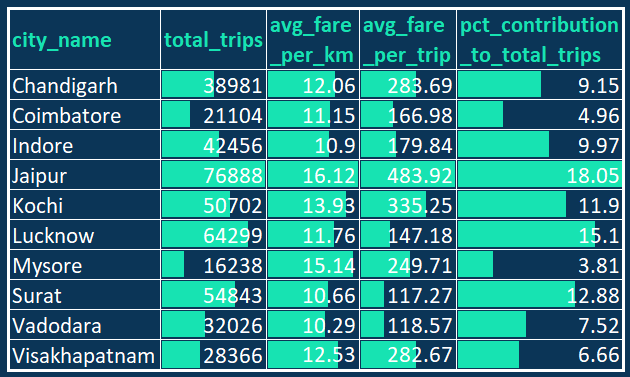 city_name total_trips avg_fare_per_km avg_fare_per_trip pct_contribution_to_total_trips
Chandigarh 38981 12.06 283.69 9.15
Coimbatore 21104 11.15 166.98 4.96
Indore 42456 10.9 179.84 9.97
Jaipur 76888 16.12 483.92 18.05
Kochi 50702 13.93 335.25 11.9
Lucknow 64299 11.76 147.18 15.1
Mysore 16238 15.14 249.71 3.81
Surat 54843 10.66 117.27 12.88
Vadodara 32026 10.29 118.57 7.52
Visakhapatnam 28366 12.53 282.67 6.66